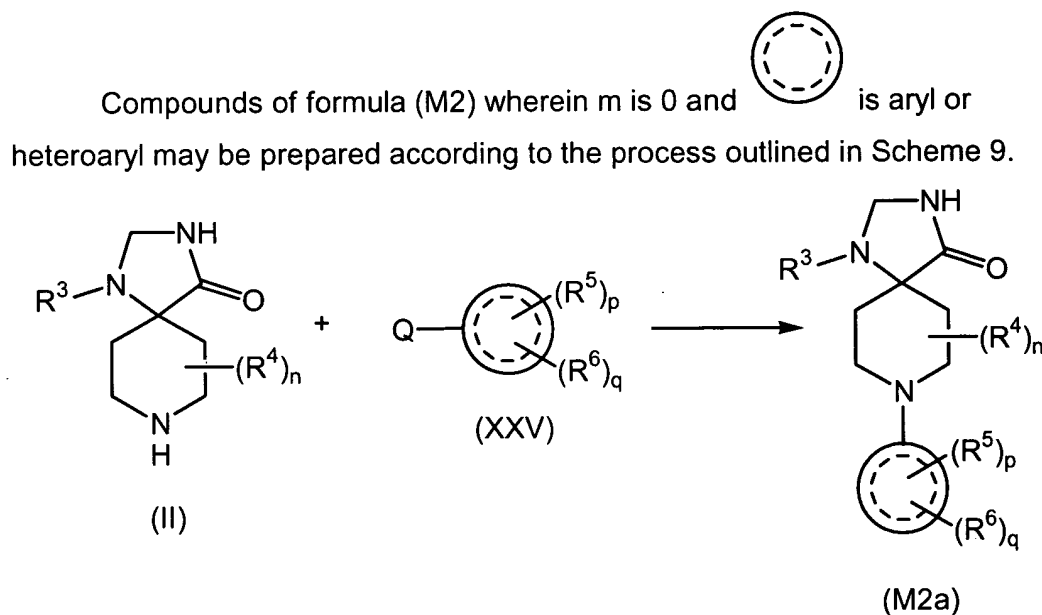 Compounds of formula (M2) wherein m is 0 and is aryl or
heteroaryl may be prepared according to the process outlined in Scheme 9.
NH
N
R³
O
(R⁴)ₙ
N
H
(II)
+
Q
(R⁵)ₚ
(R⁶)q
(XXV)
NH
N
R³
O
(R⁴)ₙ
N
(R⁵)ₚ
(R⁶)q
(M2a)